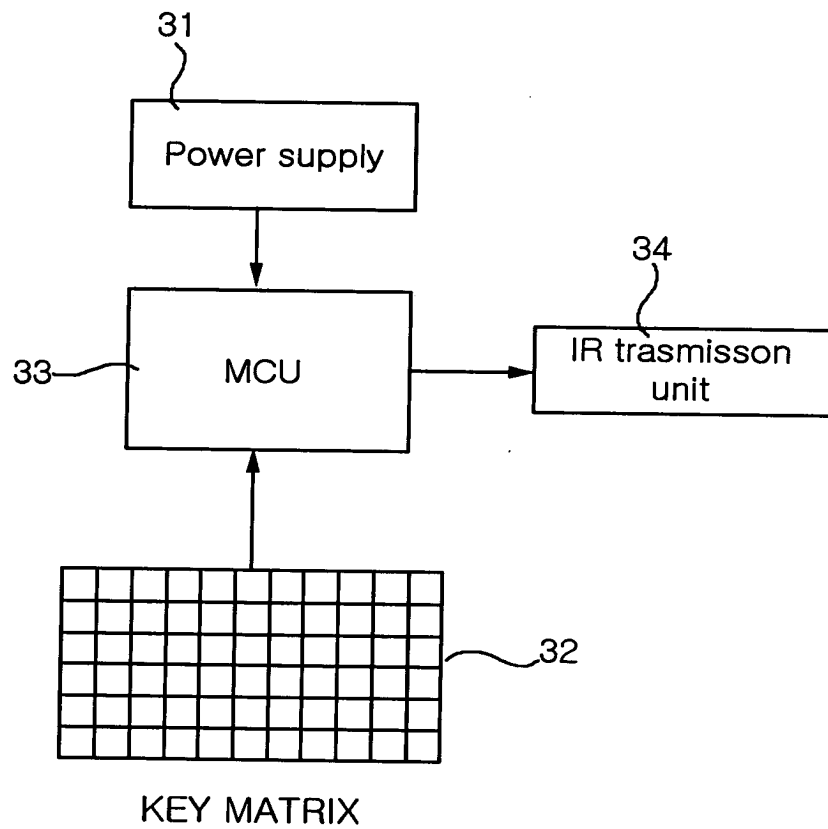 31
Power supply
34
IR trasmisson
unit
33
MCU
32
KEY MATRIX